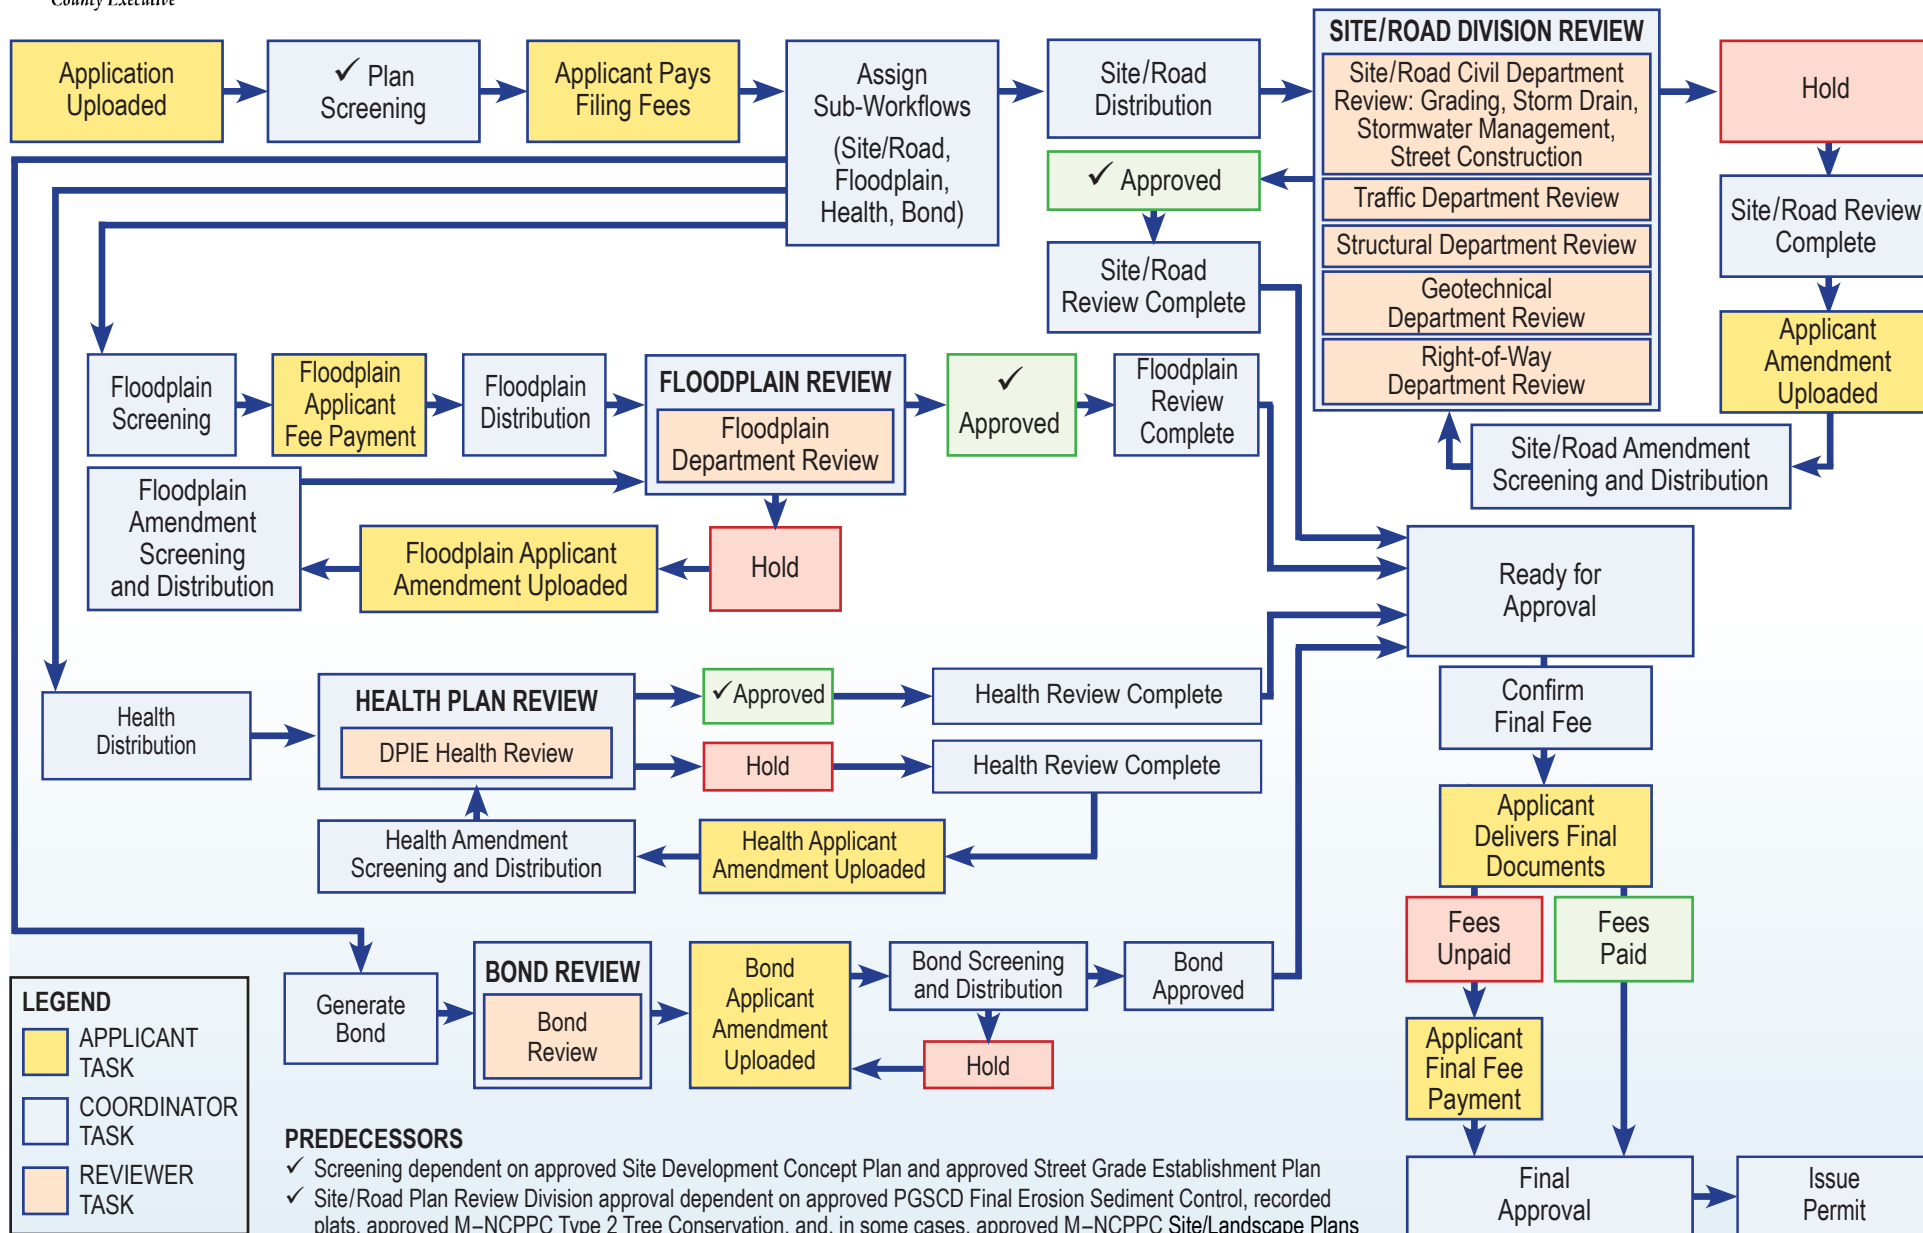 County Executive
Application
Uploaded
✓ Plan
Screening
Applicant Pays
Filing Fees
Assign
Sub-Workflows
(Site/Road,
Floodplain,
Health, Bond)
Site/Road
Distribution
SITE/ROAD DIVISION REVIEW
Site/Road Civil Department
Review: Grading, Storm Drain,
Stormwater Management,
Street Construction
Traffic Department Review
Structural Department Review
Geotechnical
Department Review
Right-of-Way
Department Review
Hold
Site/Road Review
Complete
Applicant
Amendment
Uploaded
Site/Road Amendment
Screening and Distribution
✓ Approved
Site/Road
Review Complete
Floodplain
Screening
Floodplain
Applicant
Fee Payment
Floodplain
Distribution
FLOODPLAIN REVIEW
Floodplain
Department Review
✓
Approved
Floodplain
Review
Complete
Floodplain
Amendment
Screening
and Distribution
Floodplain Applicant
Amendment Uploaded
Hold
Ready for
Approval
Health
Distribution
HEALTH PLAN REVIEW
DPIE Health Review
✓ Approved
Health Review Complete
Hold
Health Review Complete
Health Amendment
Screening and Distribution
Health Applicant
Amendment Uploaded
Confirm
Final Fee
Applicant
Delivers Final
Documents
Fees
Unpaid
Fees
Paid
Applicant
Final Fee
Payment
Final
Approval
Issue
Permit
Generate
Bond
BOND REVIEW
Bond
Review
Bond
Applicant
Amendment
Uploaded
Bond Screening
and Distribution
Bond
Approved
Hold
LEGEND
APPLICANT
TASK
COORDINATOR
TASK
REVIEWER
TASK
PREDECESSORS
✓ Screening dependent on approved Site Development Concept Plan and approved Street Grade Establishment Plan
✓ Site/Road Plan Review Division approval dependent on approved PGSCD Final Erosion Sediment Control, recorded
plats, approved M–NCPPC Type 2 Tree Conservation, and, in some cases, approved M–NCPPC Site/Landscape Plans